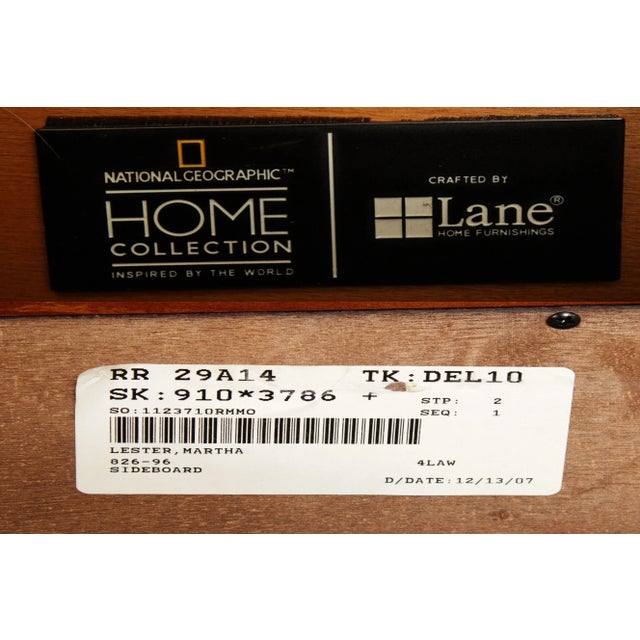 NATIONAL GEOGRAPHIC™
HOME
COLLECTION
INSPIRED BY THE WORLD
CRAFTED BY
Lane®
HOME FURNISHINGS
RR 29A14 TK:DEL10
SK:910*3786 + STP: 2
SO:1123710RMMO SEQ: 1
LESTER,MARTHA
826-96 4LAW
SIDEBOARD
D/DATE:12/13/07